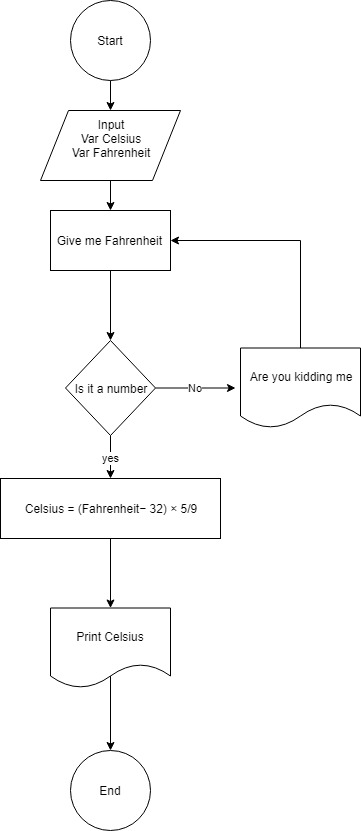 Start
Input
Var Celsius
Var Fahrenheit
Give me Fahrenheit
Is it a number
No
Are you kidding me
yes
Celsius = (Fahrenheit− 32) × 5/9
Print Celsius
End